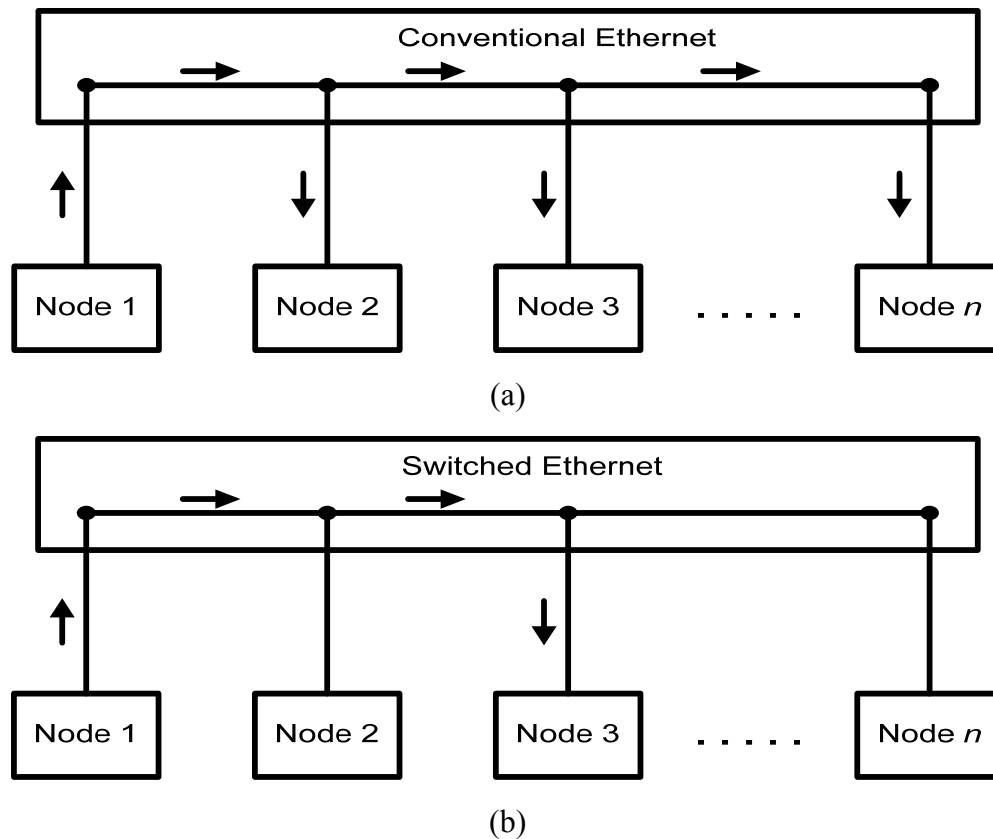 Conventional Ethernet
Node 1
Node 2
Node 3
. . . . .
Node n
(a)
Switched Ethernet
Node 1
Node 2
Node 3
. . . . .
Node n
(b)